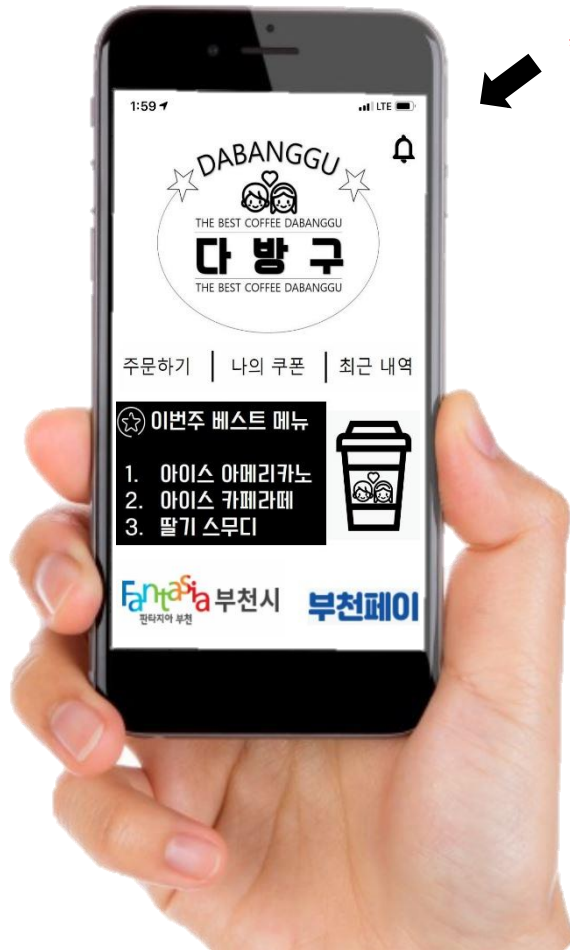 1:59
LTE
DABANGGU
THE BEST COFFEE DABANGGU
다 방 구
THE BEST COFFEE DABANGGU
주문하기 | 나의 쿠폰 | 최근 내역
이번주 베스트 메뉴
1. 아이스 아메리카노
2. 아이스 카페라떼
3. 딸기 스무디
Fantasia 부천시
판타지아 부천
부천페이